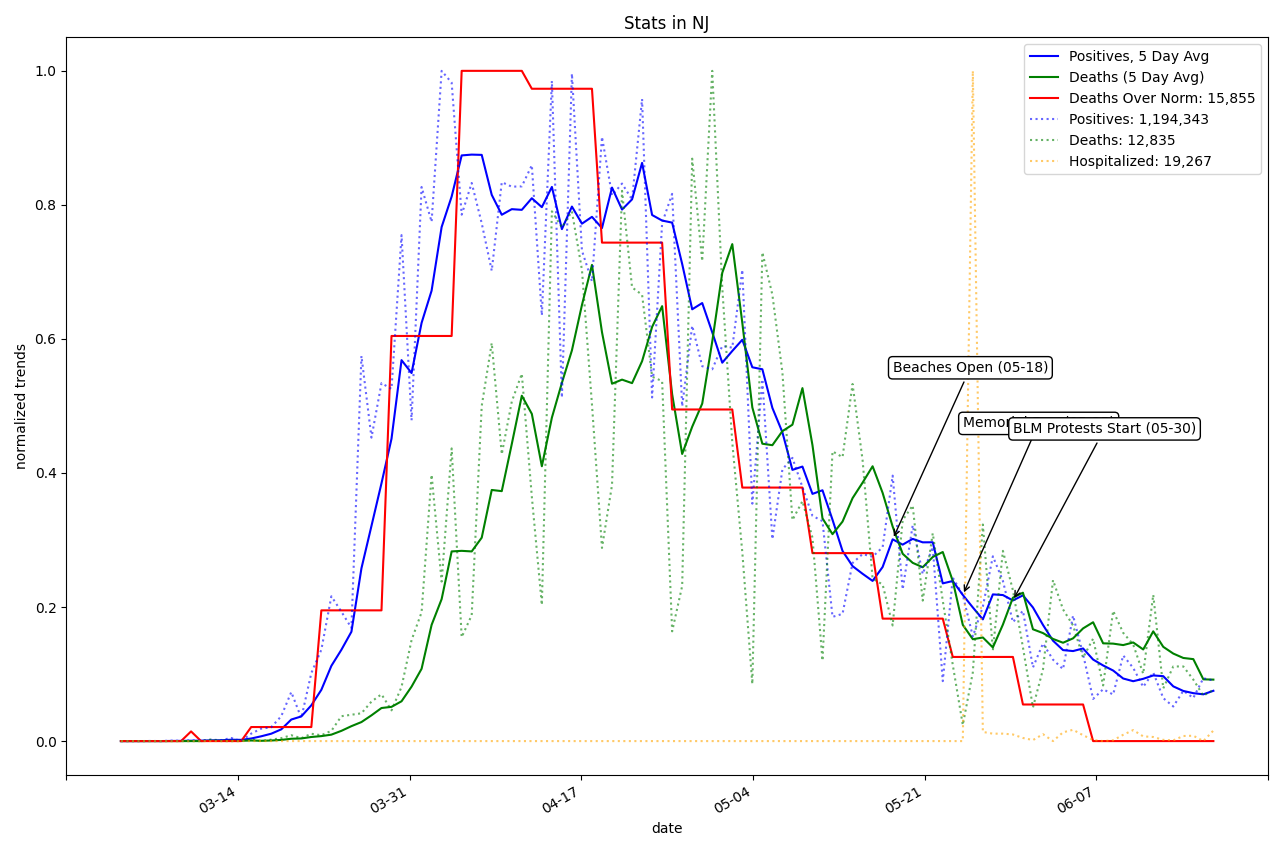 Stats in NJ
Positives, 5 Day Avg
Deaths (5 Day Avg)
Deaths Over Norm: 15,855
Positives: 1,194,343
Deaths: 12,835
Hospitalized: 19,267
normalized trends
1.0
0.8
0.6
0.4
0.2
0.0
Beaches Open (05-18)
BLM Protests Start (05-30)
03-14
03-31
04-17
05-04
05-21
06-07
date